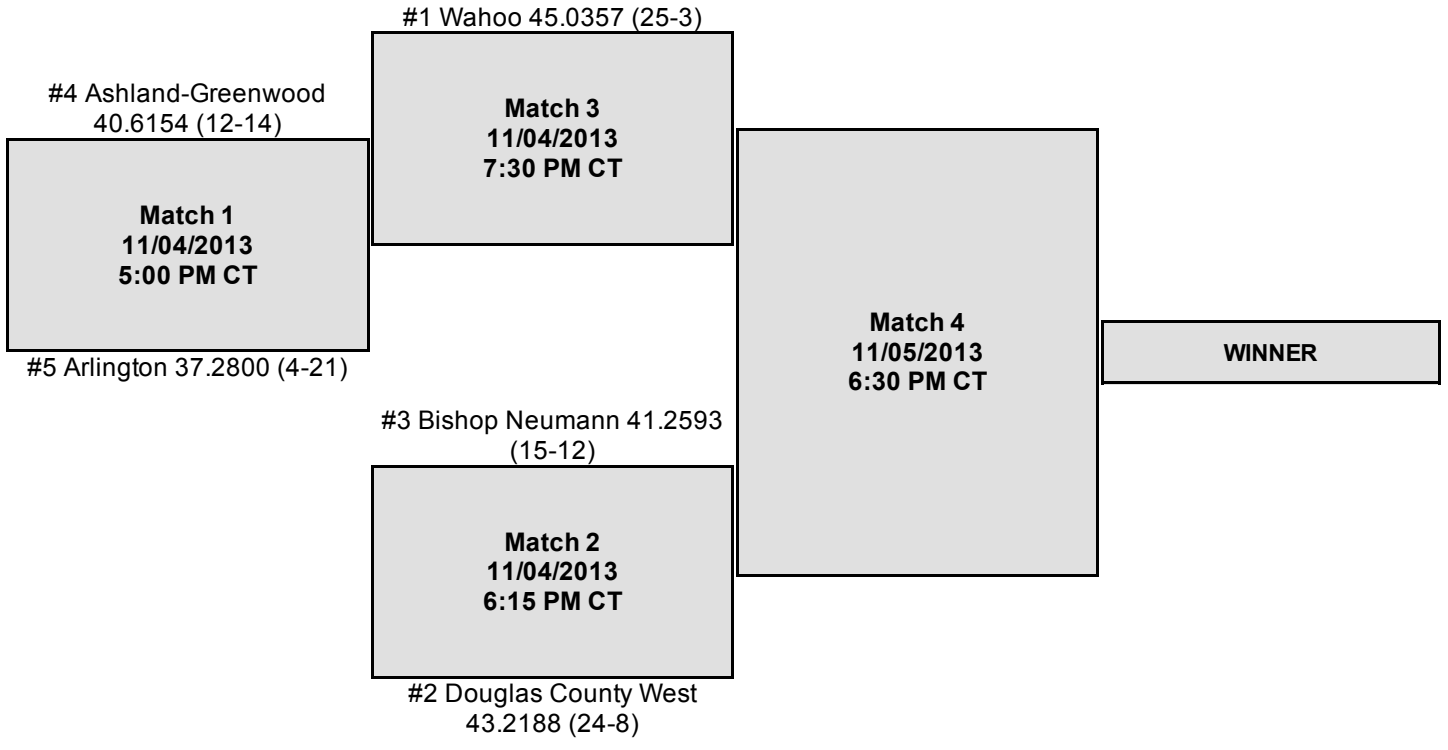 #1 Wahoo 45.0357 (25-3)
#4 Ashland-Greenwood
40.6154 (12-14)
Match 3
11/04/2013
7:30 PM CT
Match 1
11/04/2013
5:00 PM CT
#5 Arlington 37.2800 (4-21)
Match 4
11/05/2013
6:30 PM CT
WINNER
#3 Bishop Neumann 41.2593
(15-12)
Match 2
11/04/2013
6:15 PM CT
#2 Douglas County West
43.2188 (24-8)